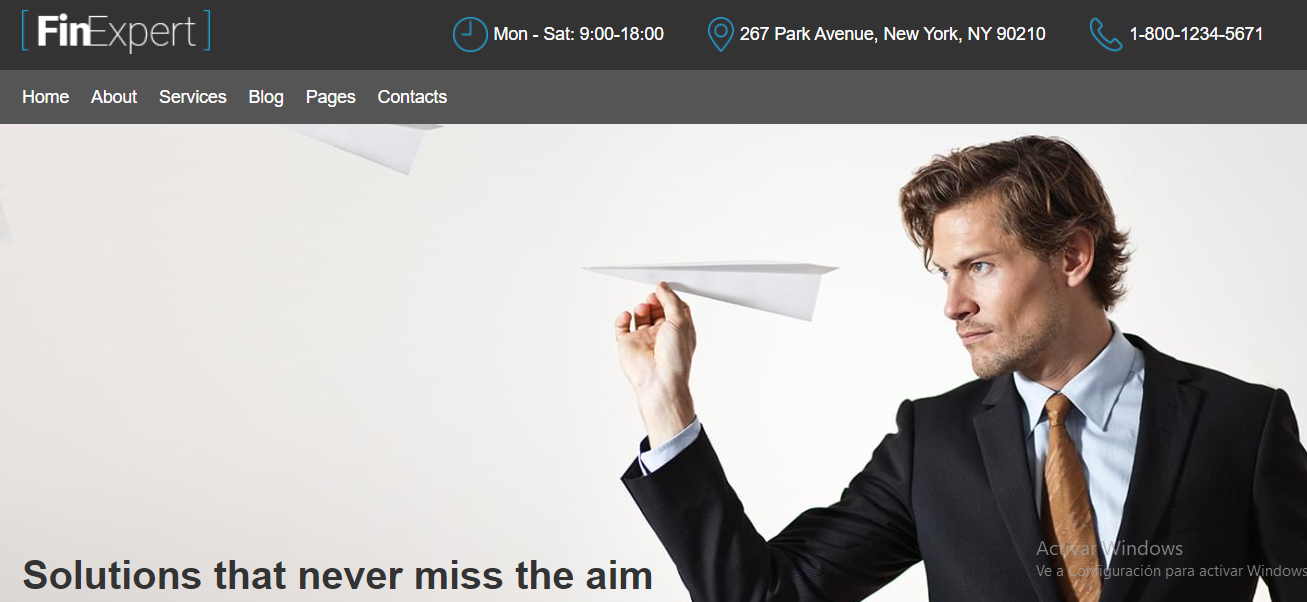 FinExpert
Mon - Sat: 9:00-18:00
267 Park Avenue, New York, NY 90210
1-800-1234-5671
Home About Services Blog Pages Contacts
Solutions that never miss the aim
Activar Windows
Ve a Configuración para activar Windows